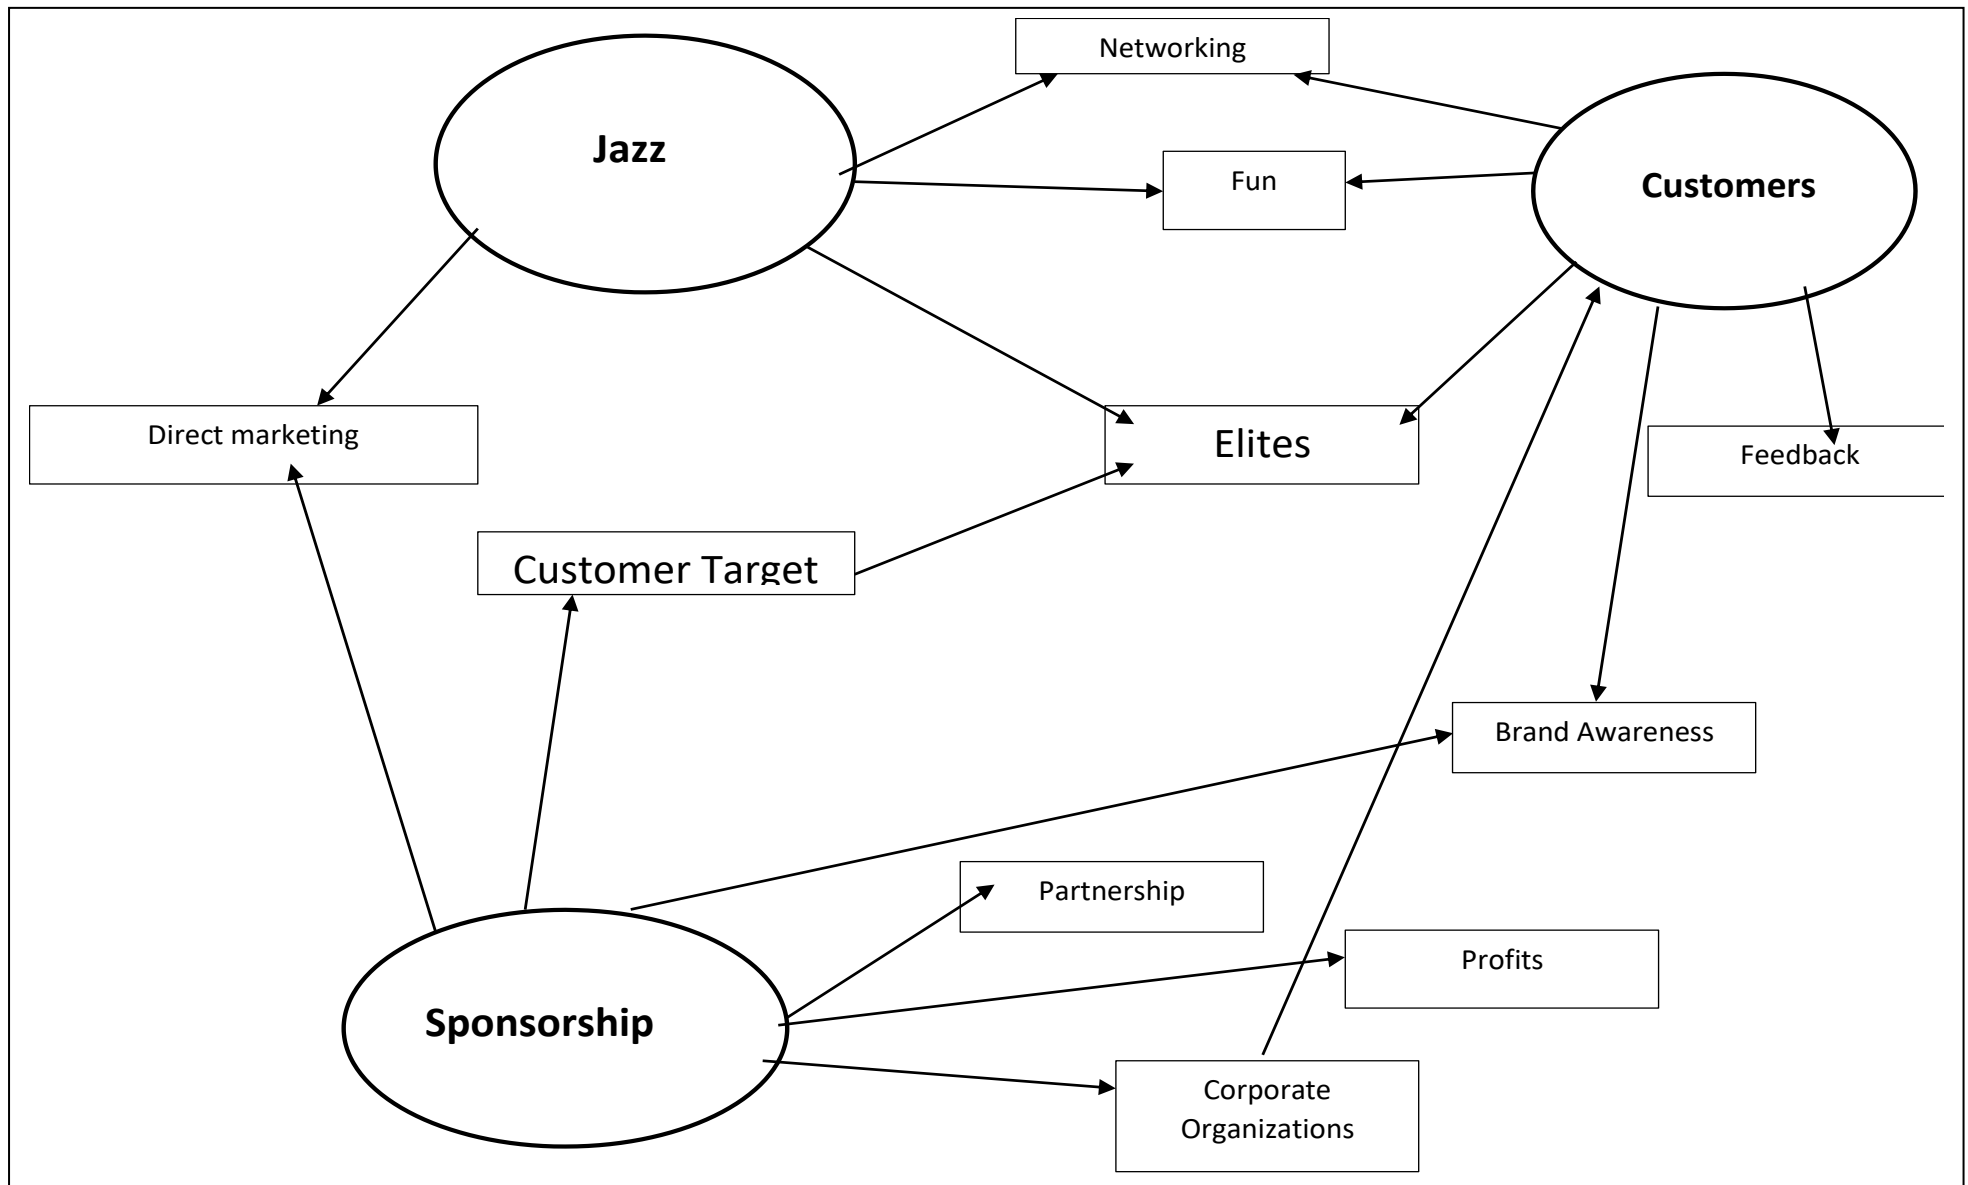 Networking
Jazz
Fun
Customers
Direct marketing
Elites
Feedback
Customer Target
Brand Awareness
Partnership
Profits
Sponsorship
Corporate
Organizations